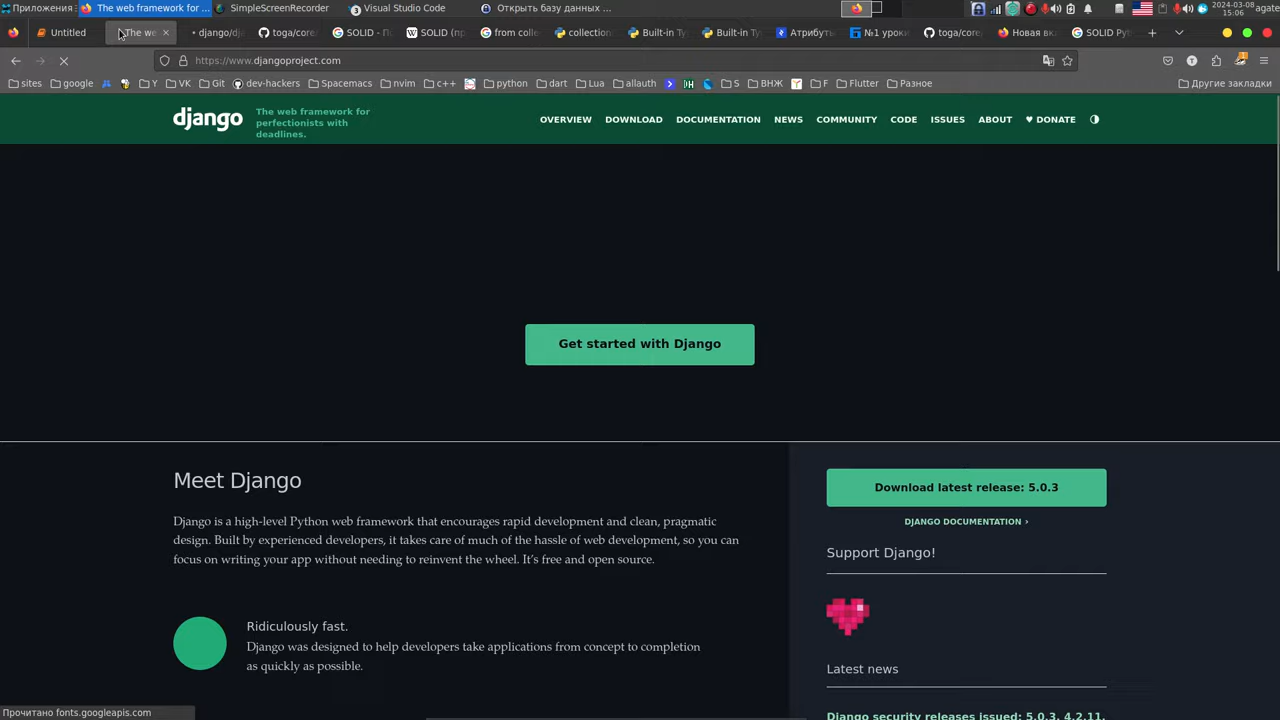 Приложения
The web framework for ...
SimpleScreenRecorder
3
Visual Studio Code
Открыть базу данных ...
2024-03-08
15:06
agate
Untitled
The we
django/dj
toga/core
SOLID - П
SOLID (п
from colle
collection
Built-in Ty
Built-in Ty
Атрибут
№1 уроки
toga/core
Новая вк
SOLID Pyt
https://www.djangoproject.com
sites
google
Y
VK
Git
dev-hackers
Spacemacs
nvim
c++
python
dart
Lua
allauth
S
ВНЖ
F
Flutter
Разное
Другие закладки
django
The web framework for
perfectionists with
deadlines.
OVERVIEW
DOWNLOAD
DOCUMENTATION
NEWS
COMMUNITY
CODE
ISSUES
ABOUT
♥ DONATE
Get started with Django
Meet Django
Django is a high-level Python web framework that encourages rapid development and clean, pragmatic
design. Built by experienced developers, it takes care of much of the hassle of web development, so you can
focus on writing your app without needing to reinvent the wheel. It's free and open source.
Ridiculously fast.
Django was designed to help developers take applications from concept to completion
as quickly as possible.
Download latest release: 5.0.3
DJANGO DOCUMENTATION ›
Support Django!
Latest news
Django security releases issued: 5.0.3, 4.2.11,
Прочитано fonts.googleapis.com